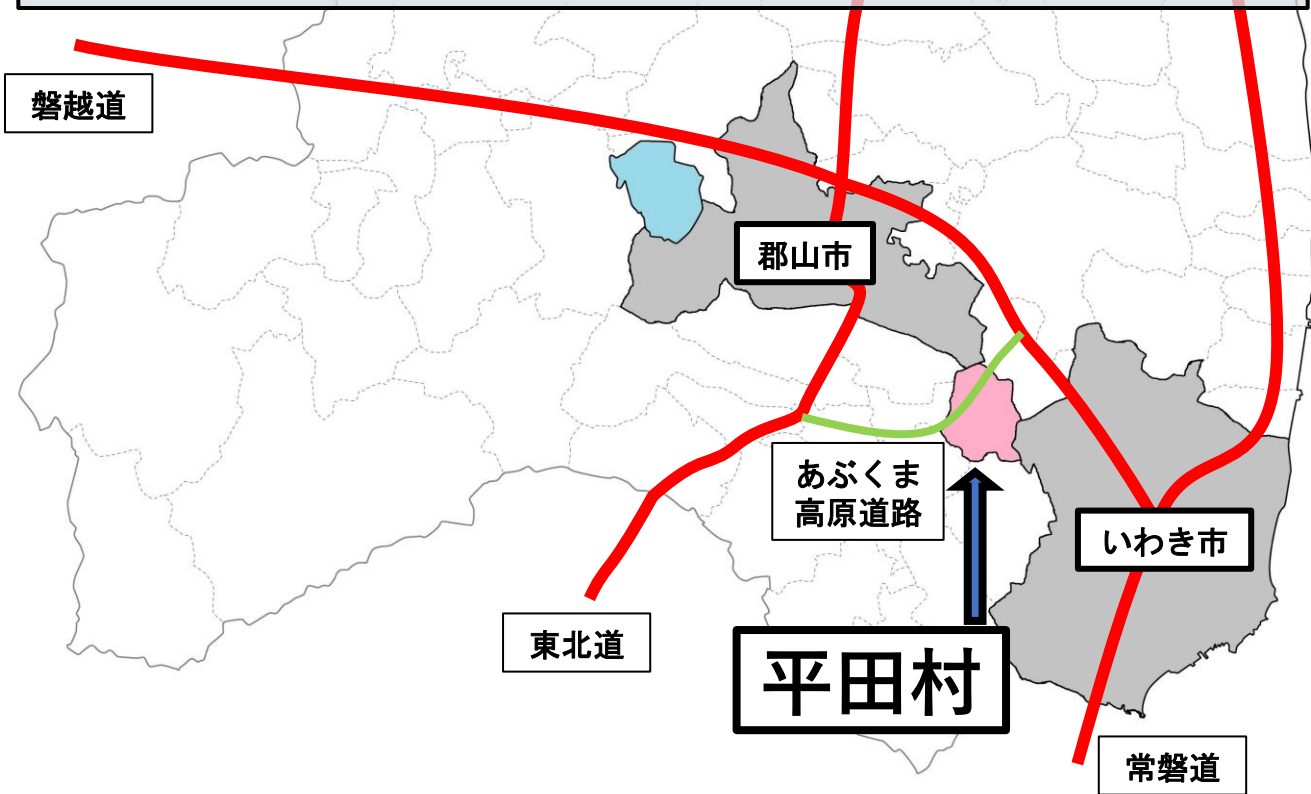 磐越道
郡山市
あぶくま
高原道路
いわき市
東北道
平田村
常磐道